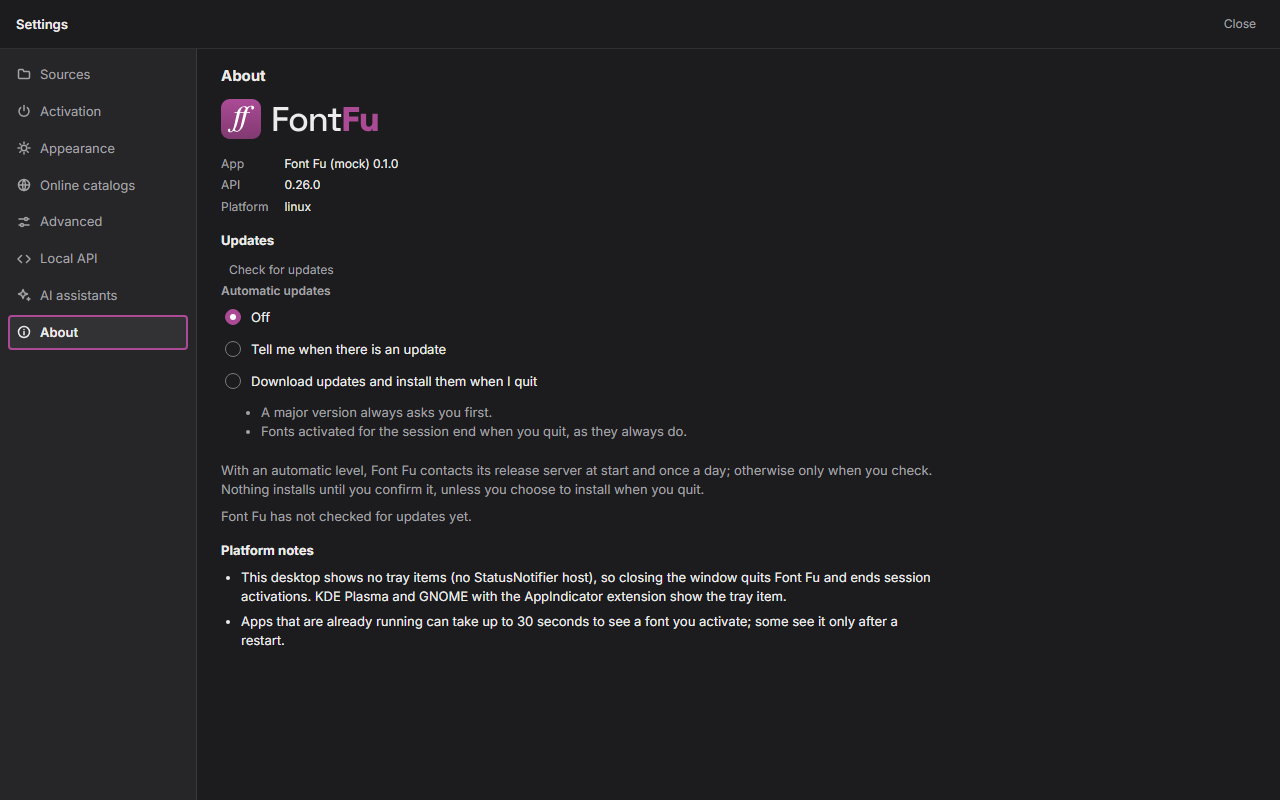 Settings
Close
Sources
Activation
Appearance
Online catalogs
Advanced
Local API
AI assistants
About
About
ff FontFu
App Font Fu (mock) 0.1.0
API 0.26.0
Platform linux
Updates
Check for updates
Automatic updates
Off
Tell me when there is an update
Download updates and install them when I quit
• A major version always asks you first.
• Fonts activated for the session end when you quit, as they always do.
With an automatic level, Font Fu contacts its release server at start and once a day; otherwise only when you check.
Nothing installs until you confirm it, unless you choose to install when you quit.
Font Fu has not checked for updates yet.
Platform notes
• This desktop shows no tray items (no StatusNotifier host), so closing the window quits Font Fu and ends session
activations. KDE Plasma and GNOME with the AppIndicator extension show the tray item.
• Apps that are already running can take up to 30 seconds to see a font you activate; some see it only after a
restart.